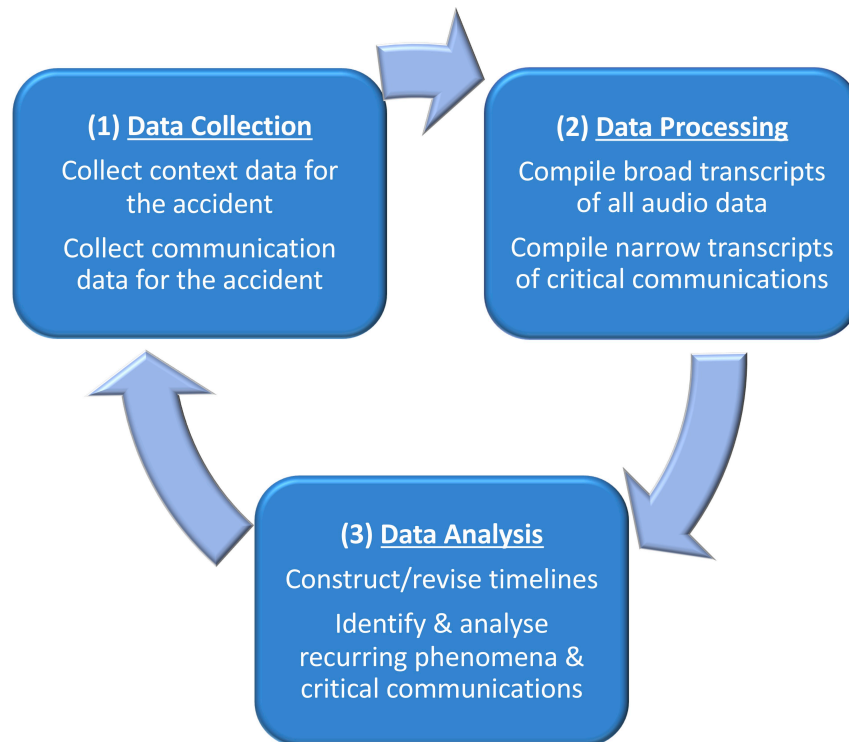 (1) Data Collection
Collect context data for
the accident
Collect communication
data for the accident
(2) Data Processing
Compile broad transcripts
of all audio data
Compile narrow transcripts
of critical communications
(3) Data Analysis
Construct/revise timelines
Identify & analyse
recurring phenomena &
critical communications